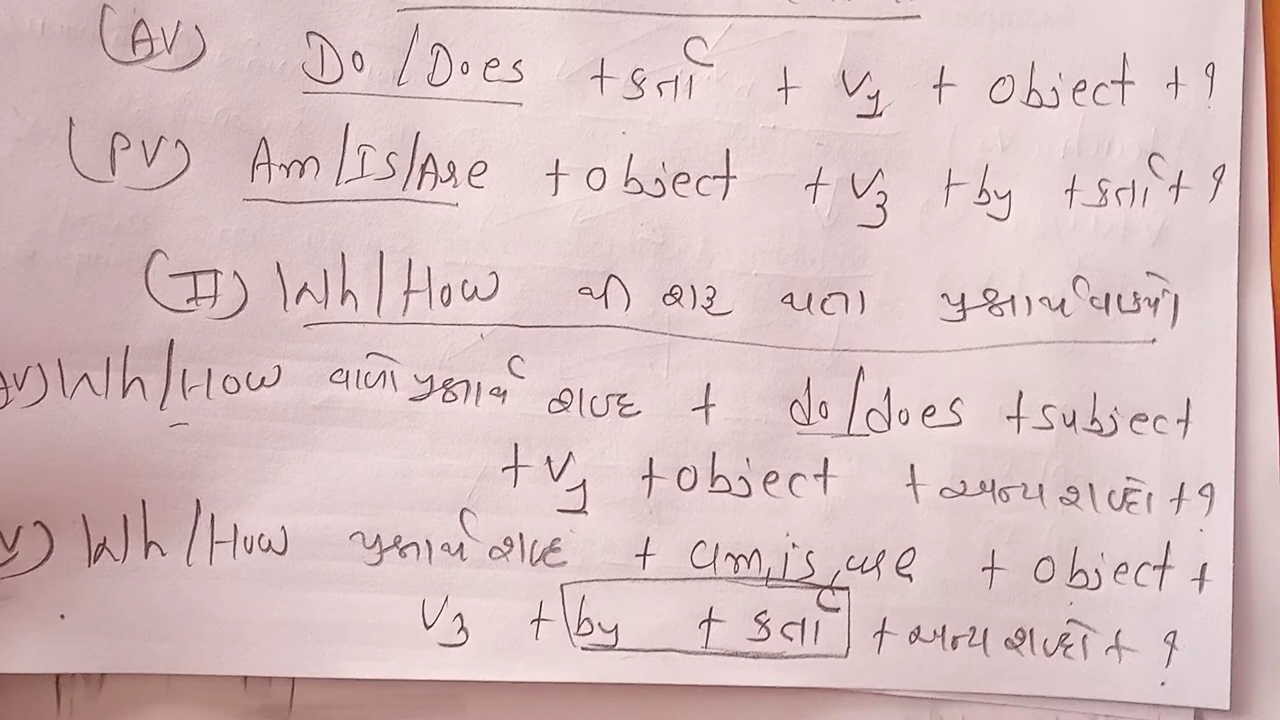 (AV) Do/Does + કર્તા + V1 + object + ?
(PV) Am/Is/Are + object + V3 + by + કર્તા + ?
(II) Wh/How થી શરૂ થતા પ્રશ્નાર્થ વાક્યો
AV) Wh/How વાળો પ્રશ્નાર્થ શબ્દ + do/does + subject
+ V1 + object + અન્ય શબ્દો + ?
V) Wh/How પ્રશ્નાર્થ શબ્દ + am, is, are + object +
V3 + by + કર્તા + અન્ય શબ્દો + ?